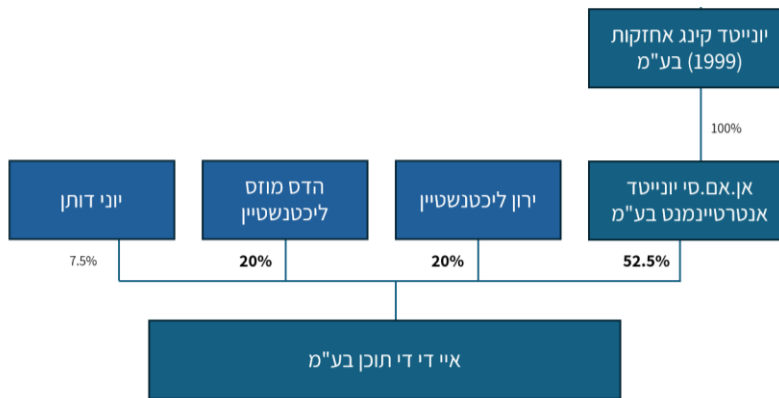 יונייטד קינג אחזקות
(1999) בע"מ
100%
אן.אם.סי יונייטד
אנטרטיינמנט בע"מ
ירון ליכטנשטיין
הדס מוזס
ליכטנשטיין
יוני דותן
52.5%
20%
20%
7.5%
איי די די תוכן בע"מ